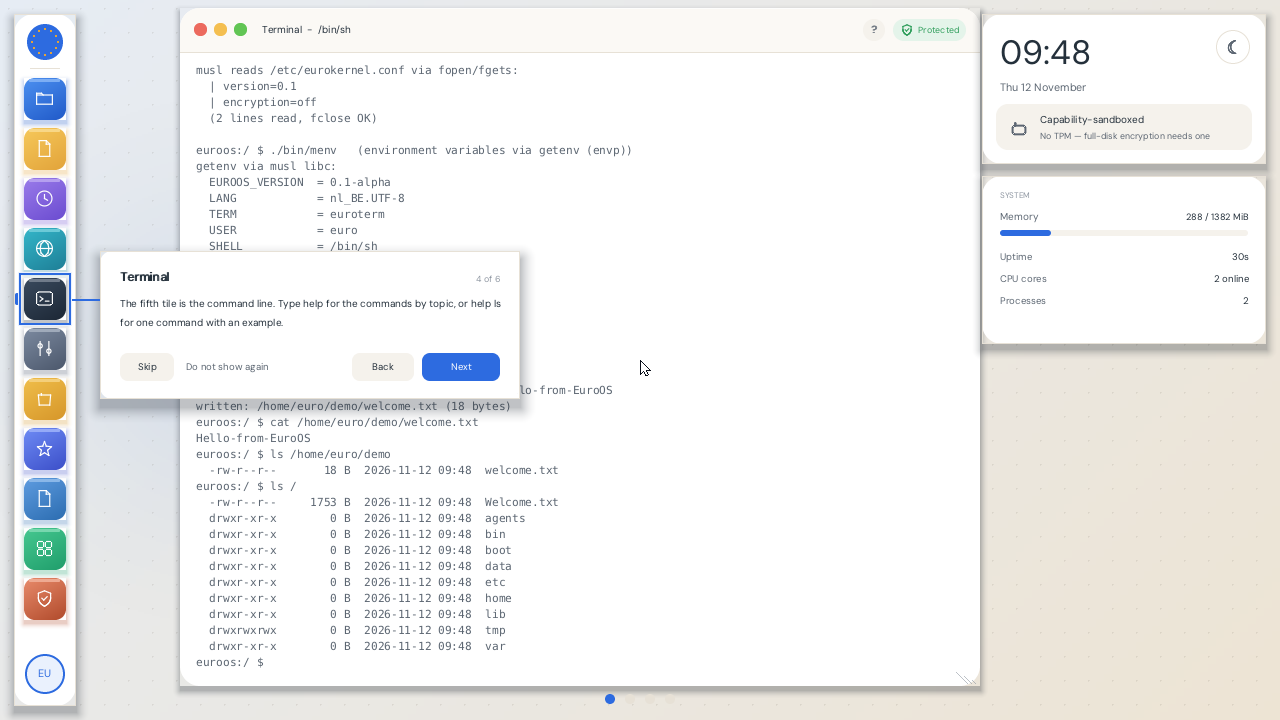 Terminal – /bin/sh
?
Protected
musl reads /etc/eurokernel.conf via fopen/fgets:
| version=0.1
| encryption=off
(2 lines read, fclose OK)
euroos:/ $ ./bin/menv   (environment variables via getenv (envp))
getenv via musl libc:
EUROOS_VERSION  = 0.1-alpha
LANG            = nl_BE.UTF-8
TERM            = euroterm
USER            = euro
SHELL           = /bin/sh
Terminal
4 of 6
The fifth tile is the command line. Type help for the commands by topic, or help ls
for one command with an example.
Skip
Do not show again
Back
Next
lo-from-EuroOS
written: /home/euro/demo/welcome.txt (18 bytes)
euroos:/ $ cat /home/euro/demo/welcome.txt
Hello-from-EuroOS
euroos:/ $ ls /home/euro/demo
-rw-r--r--       18 B  2026-11-12 09:48  welcome.txt
euroos:/ $ ls /
-rw-r--r--     1753 B  2026-11-12 09:48  Welcome.txt
drwxr-xr-x        0 B  2026-11-12 09:48  agents
drwxr-xr-x        0 B  2026-11-12 09:48  bin
drwxr-xr-x        0 B  2026-11-12 09:48  boot
drwxr-xr-x        0 B  2026-11-12 09:48  data
drwxr-xr-x        0 B  2026-11-12 09:48  etc
drwxr-xr-x        0 B  2026-11-12 09:48  home
drwxr-xr-x        0 B  2026-11-12 09:48  lib
drwxrwxrwx        0 B  2026-11-12 09:48  tmp
drwxr-xr-x        0 B  2026-11-12 09:48  var
euroos:/ $
EU
09:48
Thu 12 November
Capability-sandboxed
No TPM — full-disk encryption needs one
SYSTEM
Memory 288 / 1382 MiB
Uptime 30s
CPU cores 2 online
Processes 2